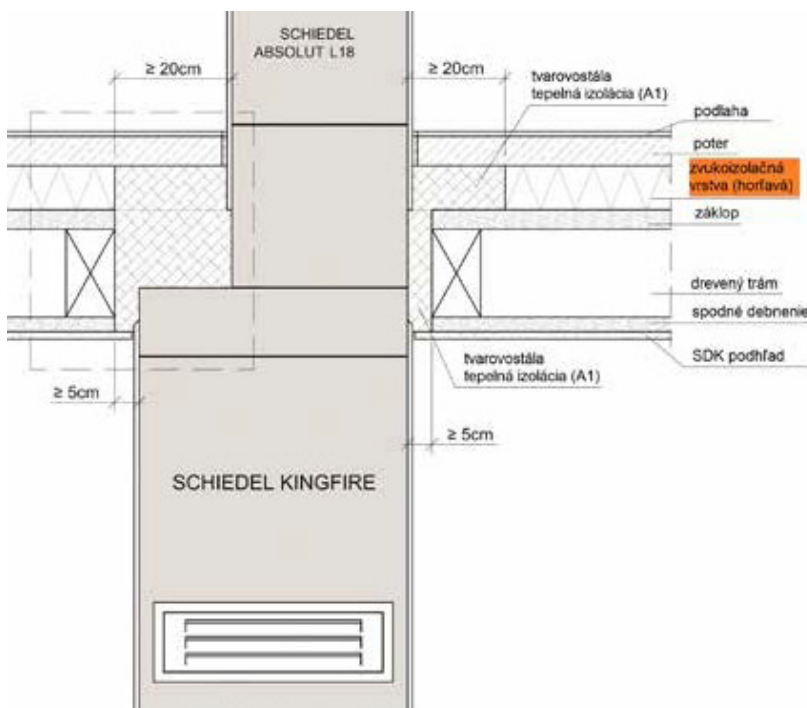 SCHIEDEL
ABSOLUT L18
≥ 20cm
≥ 20cm
tvarovostála
tepelná izolácia (A1)
podlaha
poter
zvukoizolačná
vrstva (horľavá)
záklop
drevený trám
spodné debnenie
SDK podhľad
tvarovostála
tepelná izolácia (A1)
≥ 5cm
≥ 5cm
SCHIEDEL KINGFIRE